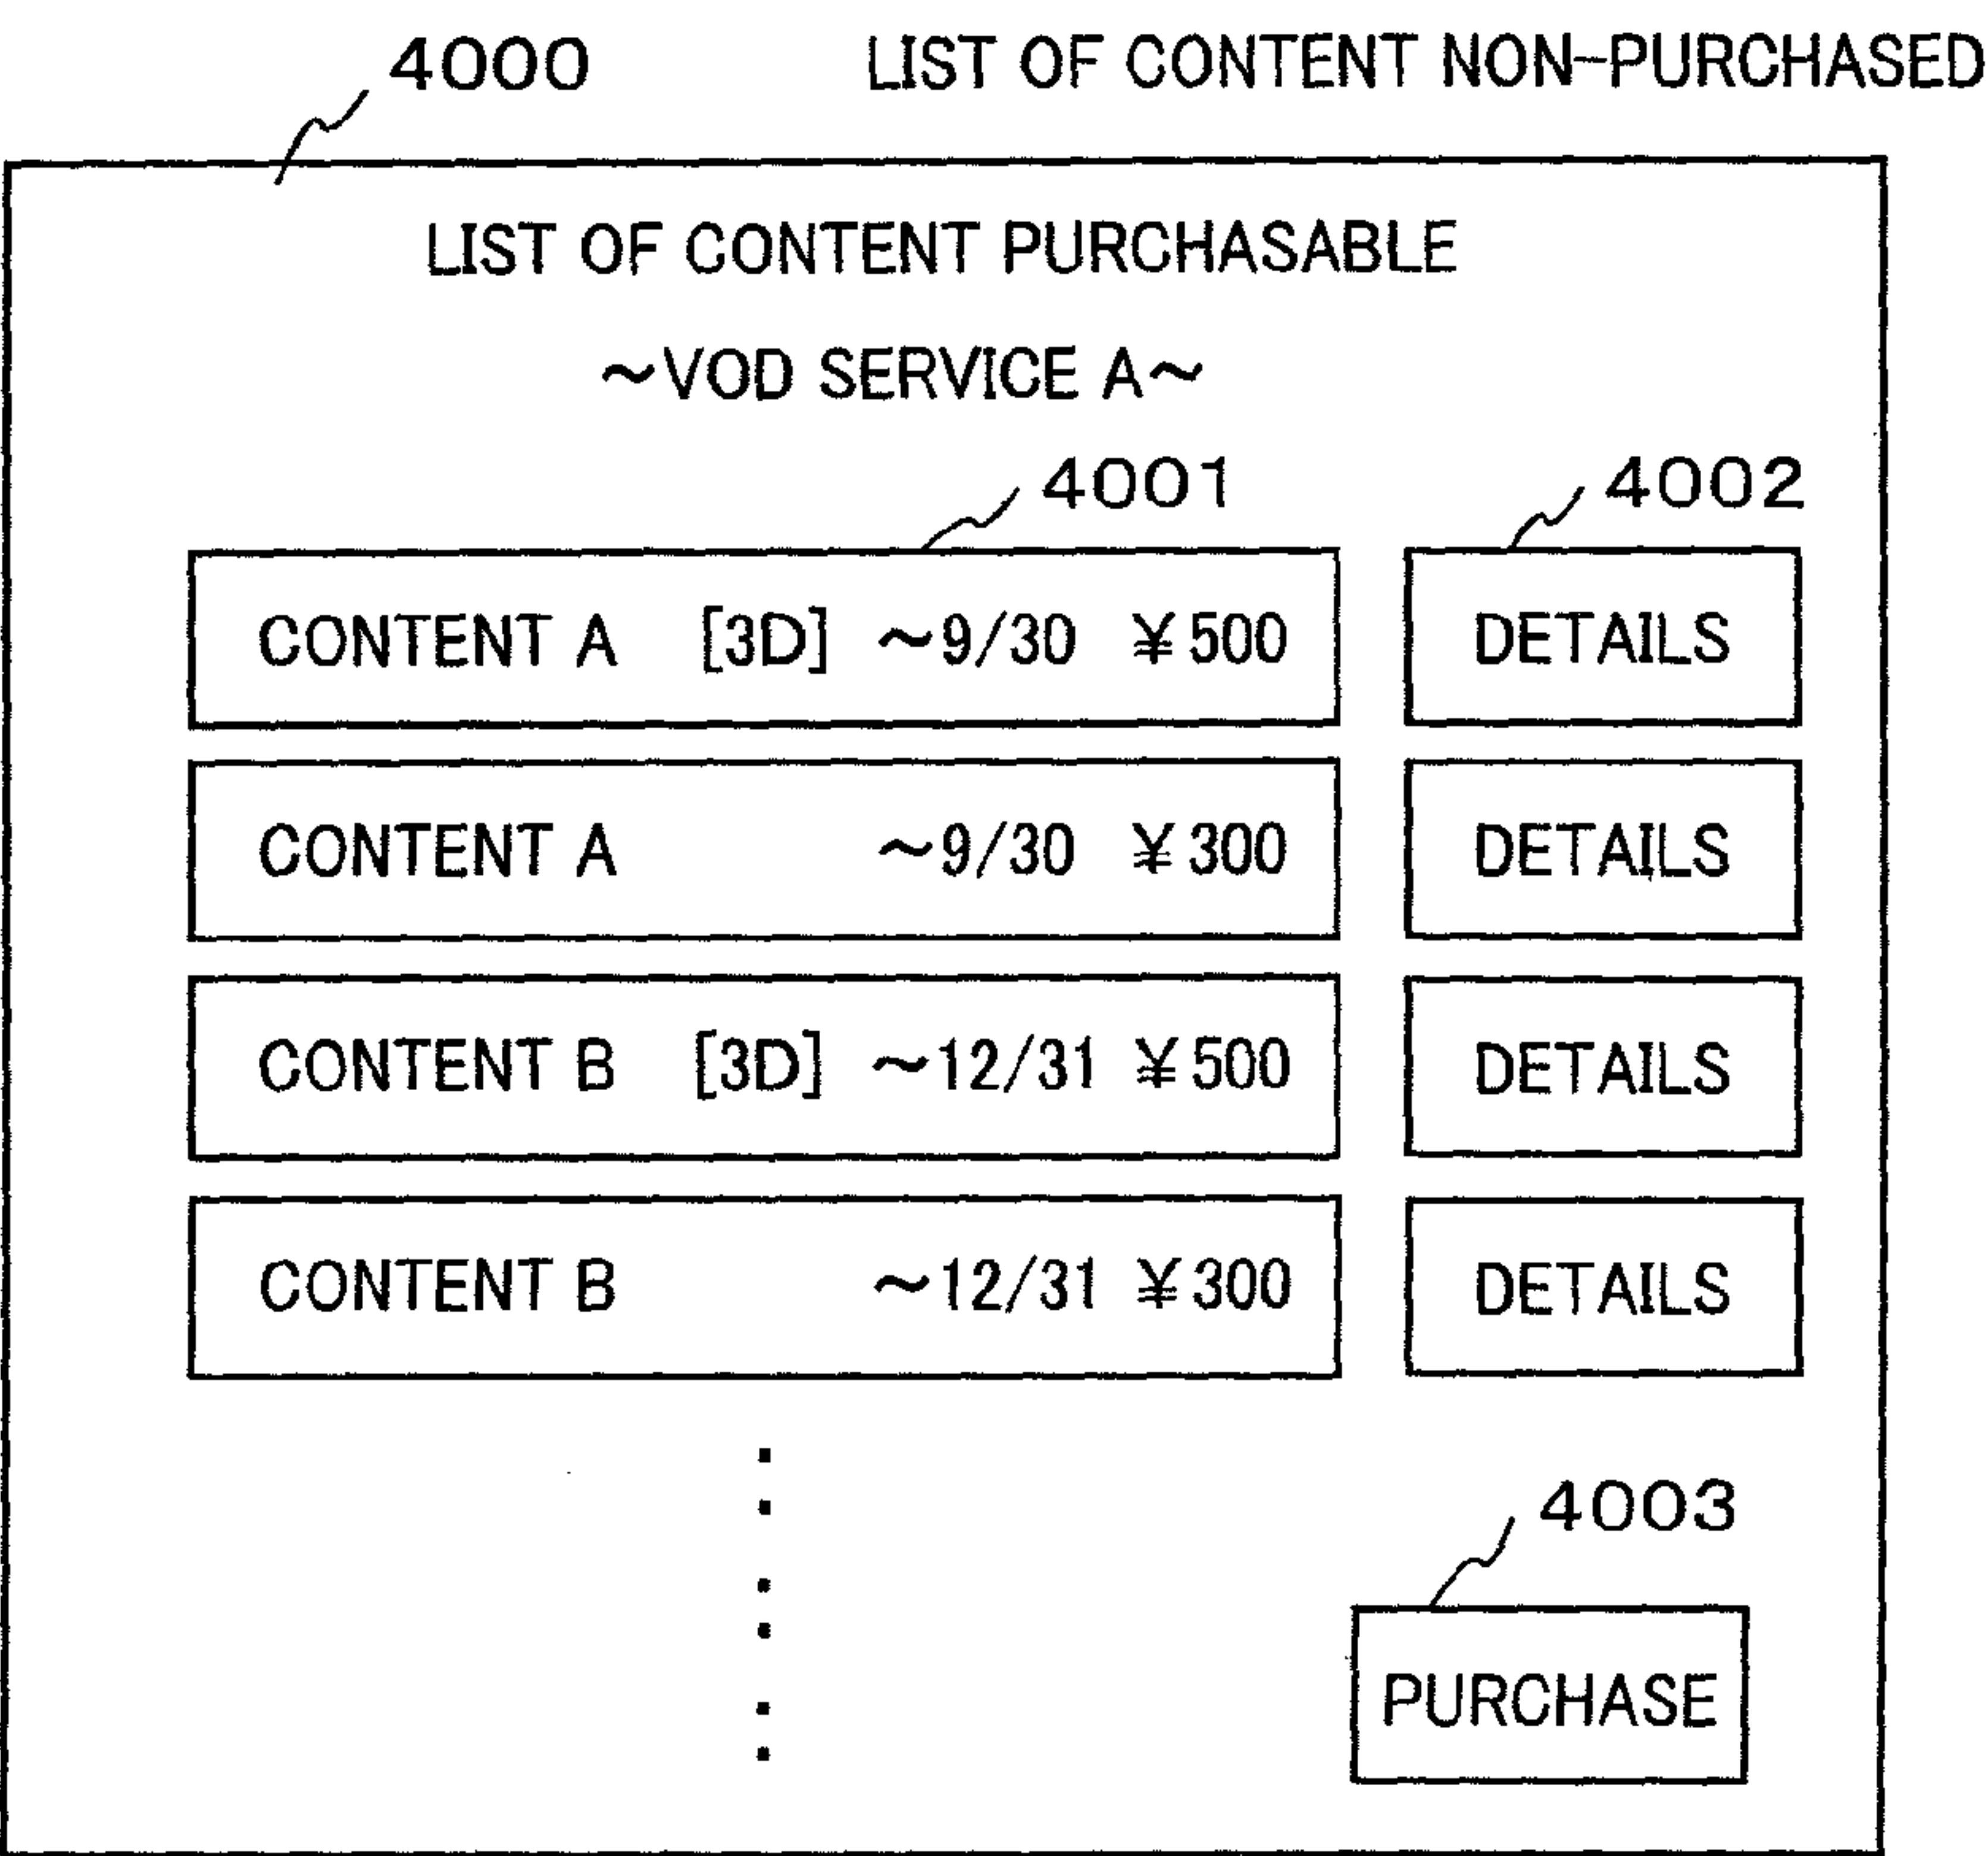 4000 LIST OF CONTENT NON-PURCHASED
LIST OF CONTENT PURCHASABLE
~VOD SERVICE A~
4001 4002
CONTENT A [3D] ~9/30 ¥500 DETAILS
CONTENT A ~9/30 ¥300 DETAILS
CONTENT B [3D] ~12/31 ¥500 DETAILS
CONTENT B ~12/31 ¥300 DETAILS
4003
PURCHASE